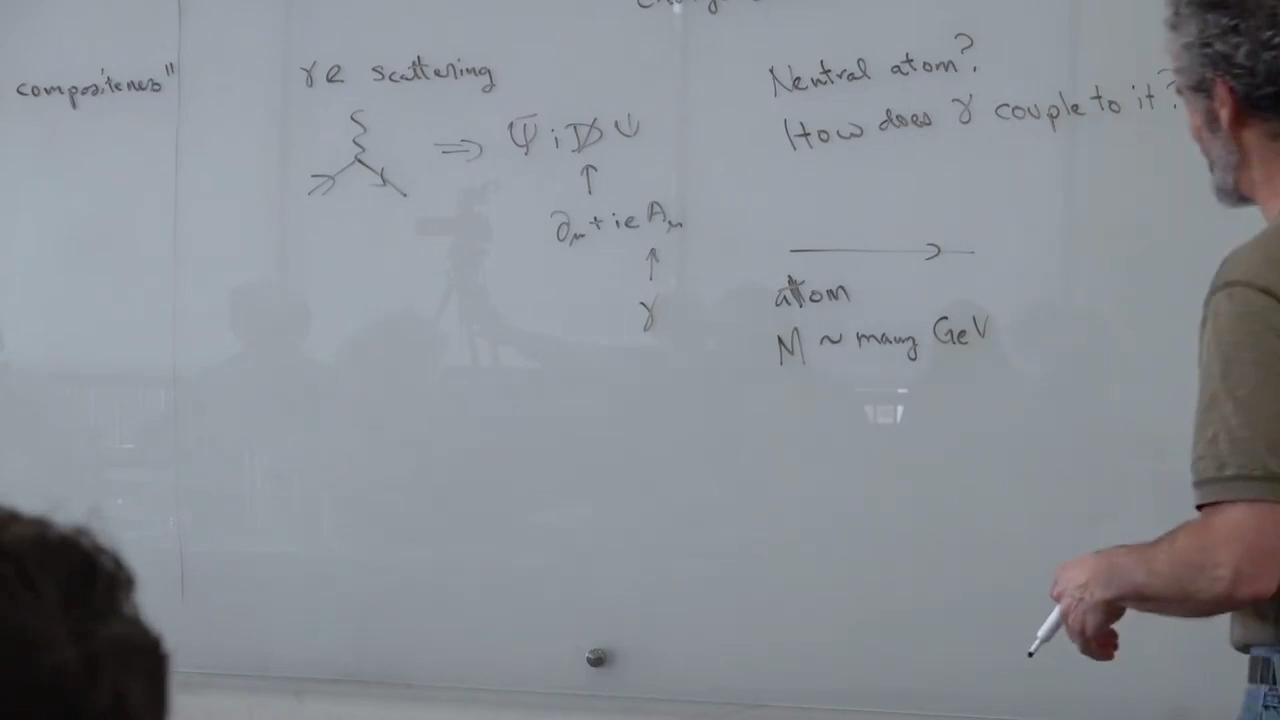 compositeness"
γe scattering
⇒ Ψ̄ i D̸ Ψ
↑
∂μ + ie Aμ
↑
γ
Neutral atom?
How does γ couple to it?
atom
M ~ many GeV